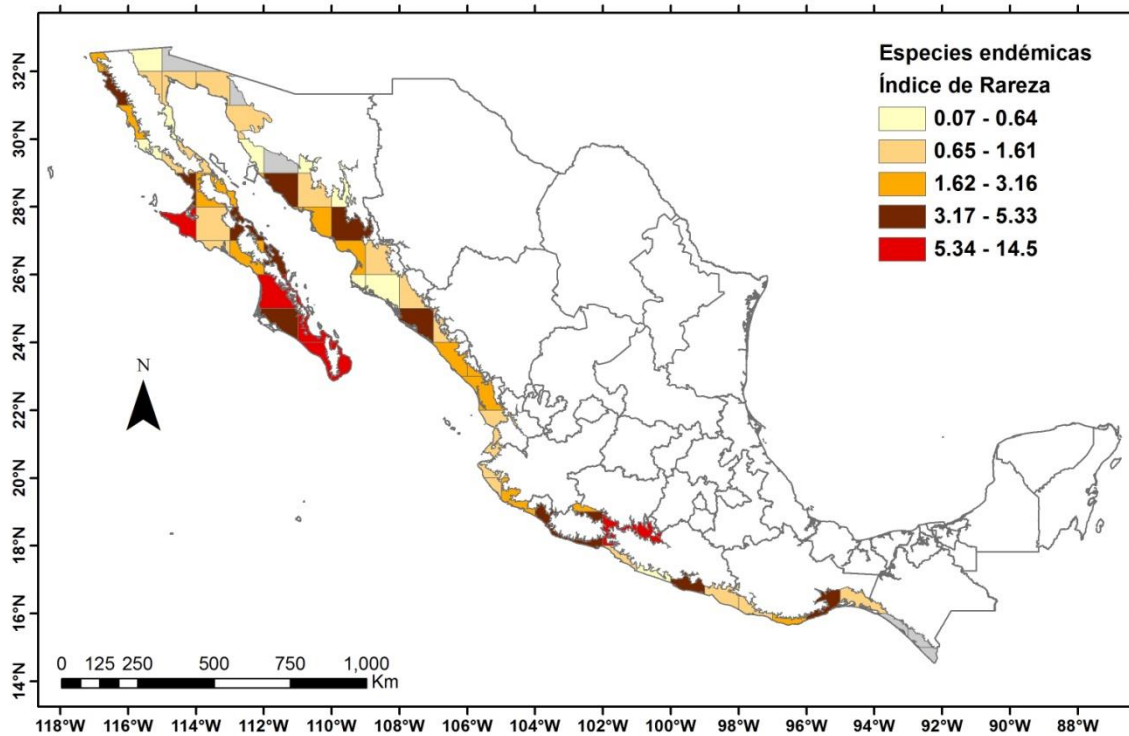 Especies endémicas
Índice de Rareza
0.07 - 0.64
0.65 - 1.61
1.62 - 3.16
3.17 - 5.33
5.34 - 14.5
32°N
30°N
28°N
26°N
24°N
22°N
20°N
18°N
16°N
14°N
N
0 125 250 500 750 1,000
Km
118°W 116°W 114°W 112°W 110°W 108°W 106°W 104°W 102°W 100°W 98°W 96°W 94°W 92°W 90°W 88°W